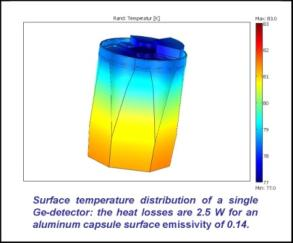 Rand: Temperatur [K]
Max: 83.0
83
82
81
80
79
78
77
Min: 77.0
Surface temperature distribution of a single
Ge-detector: the heat losses are 2.5 W for an
aluminum capsule surface emissivity of 0.14.